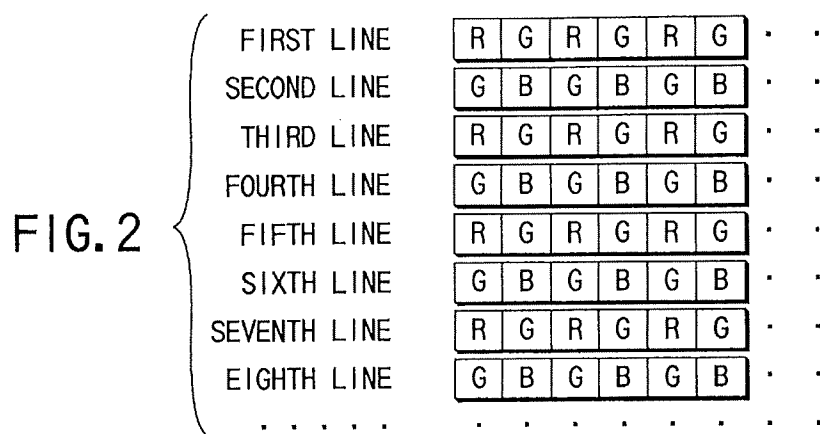 FIRST LINE R G R G R G . .
SECOND LINE G B G B G B . .
THIRD LINE R G R G R G . .
FOURTH LINE G B G B G B . .
FIG. 2
FIFTH LINE R G R G R G . .
SIXTH LINE G B G B G B . .
SEVENTH LINE R G R G R G . .
EIGHTH LINE G B G B G B . .
. . . . . . . . . . . . .